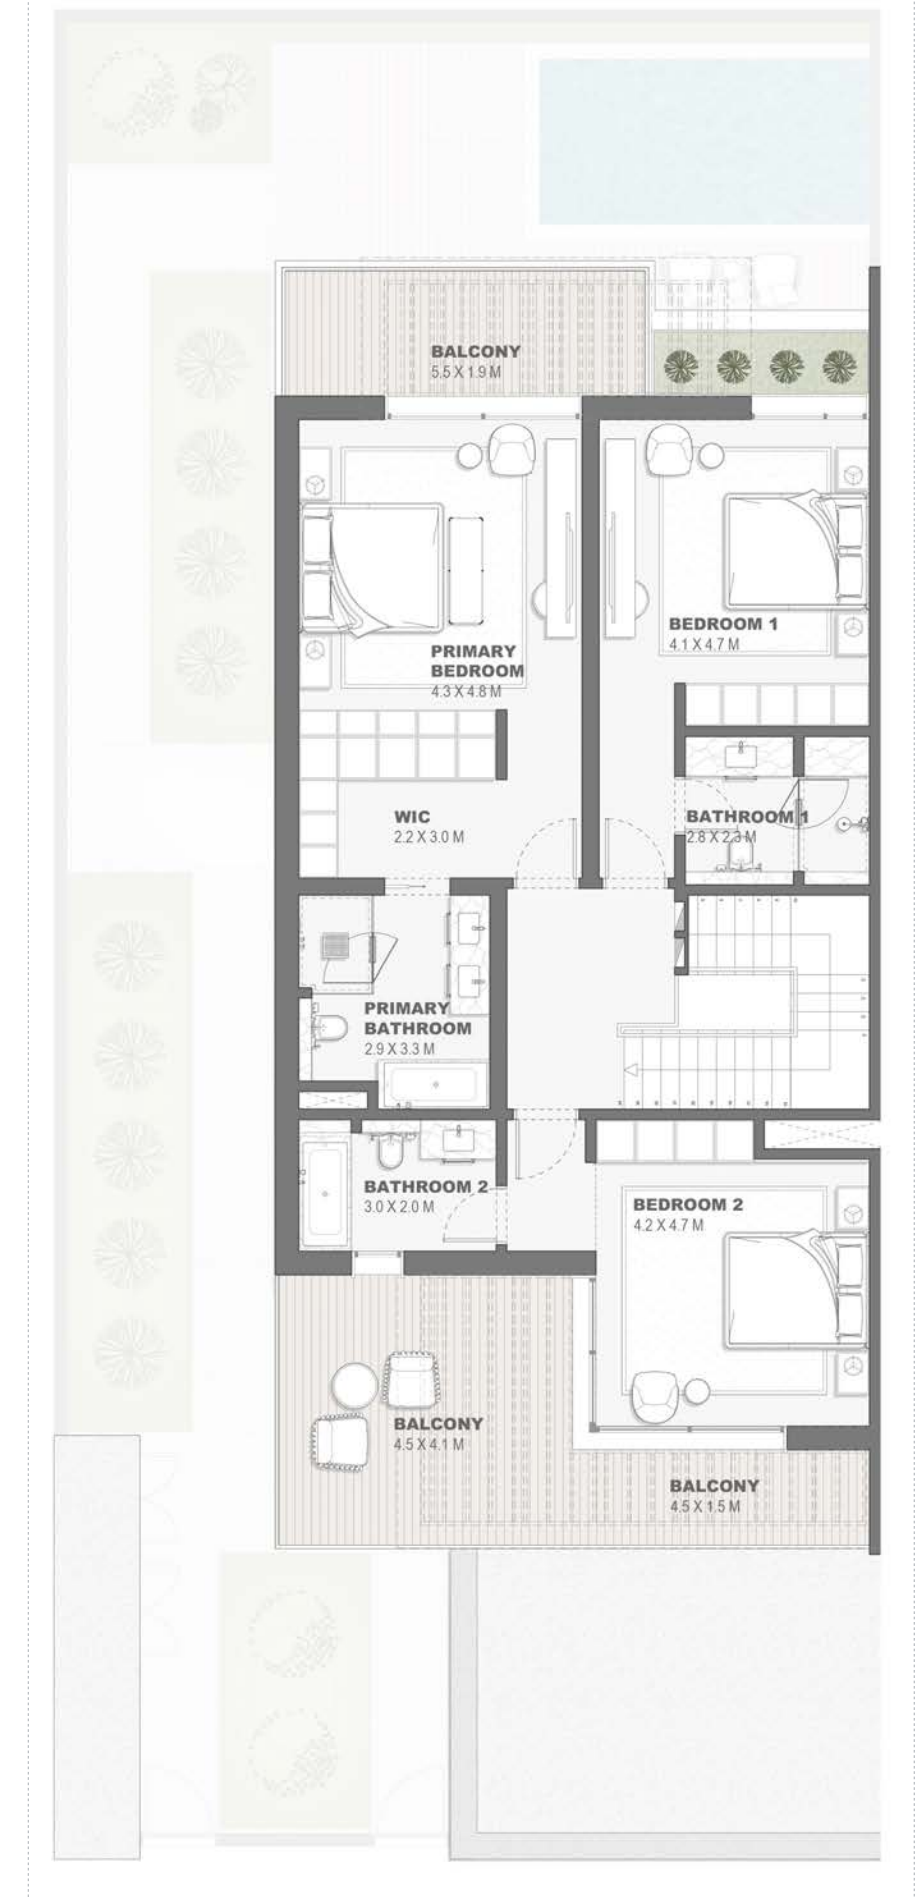 BALCONY
5.5 X 1.9 M
PRIMARY
BEDROOM
4.3 X 4.8 M
BEDROOM 1
4.1 X 4.7 M
WIC
2.2 X 3.0 M
BATHROOM 1
2.8 X 2.3 M
PRIMARY
BATHROOM
2.9 X 3.3 M
BATHROOM 2
3.0 X 2.0 M
BEDROOM 2
4.2 X 4.7 M
BALCONY
4.5 X 4.1 M
BALCONY
4.5 X 1.5 M